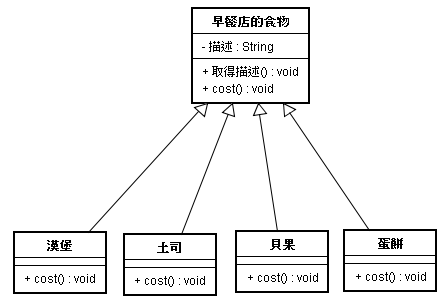 早餐店的食物
- 描述 : String
+ 取得描述() : void
+ cost() : void
漢堡
+ cost() : void
土司
+ cost() : void
貝果
+ cost() : void
蛋餅
+ cost() : void